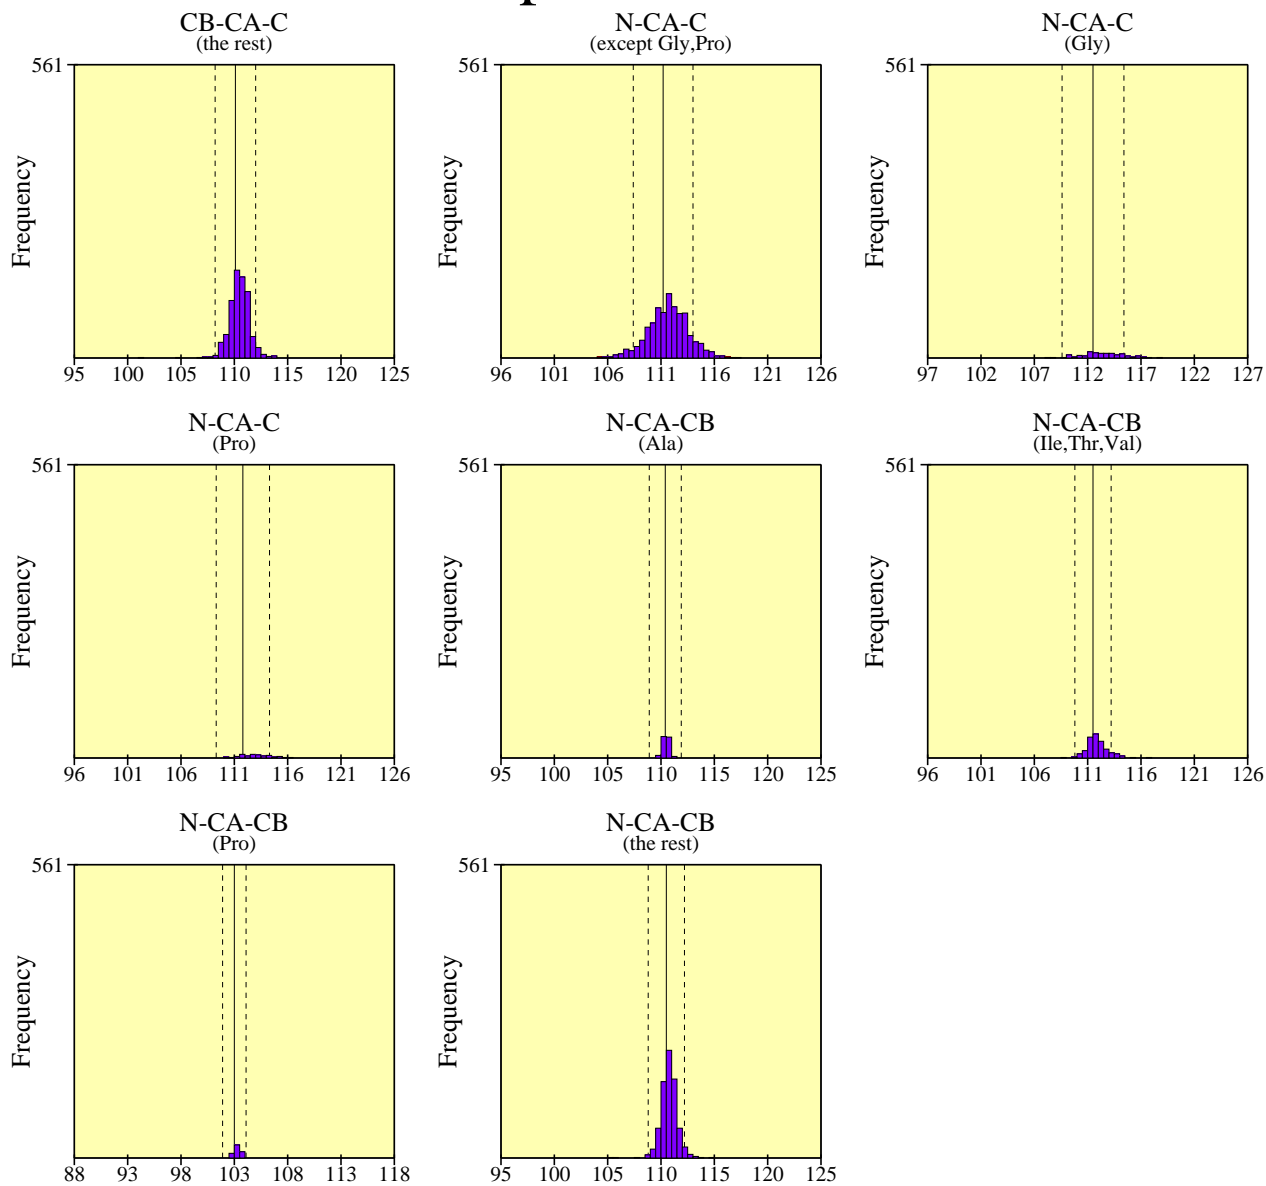 CB-CA-C
(the rest)
561
Frequency
95 100 105 110 115 120 125
N-CA-C
(except Gly,Pro)
561
Frequency
96 101 106 111 116 121 126
N-CA-C
(Gly)
561
Frequency
97 102 107 112 117 122 127
N-CA-C
(Pro)
561
Frequency
96 101 106 111 116 121 126
N-CA-CB
(Ala)
561
Frequency
95 100 105 110 115 120 125
N-CA-CB
(Ile,Thr,Val)
561
Frequency
96 101 106 111 116 121 126
N-CA-CB
(Pro)
561
Frequency
88 93 98 103 108 113 118
N-CA-CB
(the rest)
561
Frequency
95 100 105 110 115 120 125